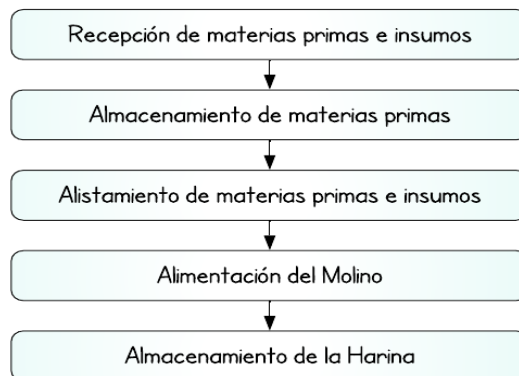 Recepción de materias primas e insumos
Almacenamiento de materias primas
Alistamiento de materias primas e insumos
Alimentación del Molino
Almacenamiento de la Harina